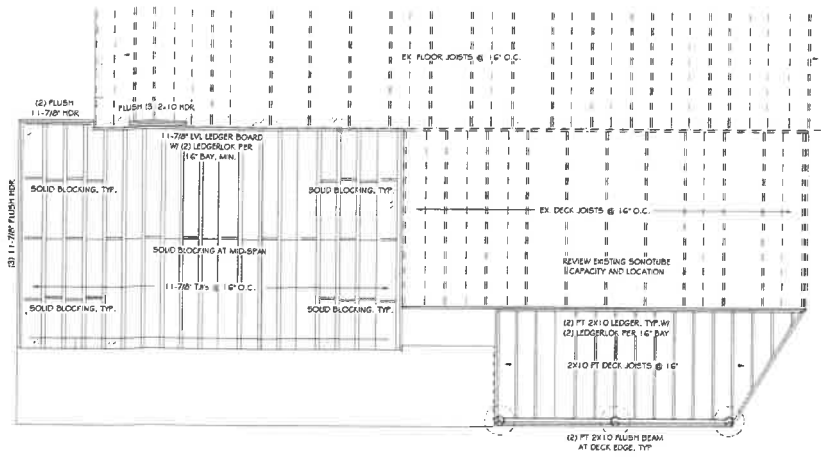 EX. FLOOR JOISTS @ 16" O.C.
(2) FLUSH
11-7/8" HDR
FLUSH (3) 2x10 HDR
11-7/8" LVL LEDGER BOARD
W/ (2) LEDGERLOK PER
16" BAY, MIN.
SOLID BLOCKING, TYP.
SOLID BLOCKING, TYP.
(3) 11-7/8" FLUSH HDR
EX. DECK JOISTS @ 16" O.C.
SOLID BLOCKING AT MID-SPAN
REVIEW EXISTING SONOTUBE
CAPACITY AND LOCATION
11-7/8" TJI's @ 16" O.C.
SOLID BLOCKING, TYP.
SOLID BLOCKING, TYP.
(2) PT 2X10 LEDGER, TYP. W/
(2) LEDGERLOK PER 16" BAY
2X10 PT DECK JOISTS @ 16"
(2) PT 2X10 FLUSH BEAM
AT DECK EDGE, TYP